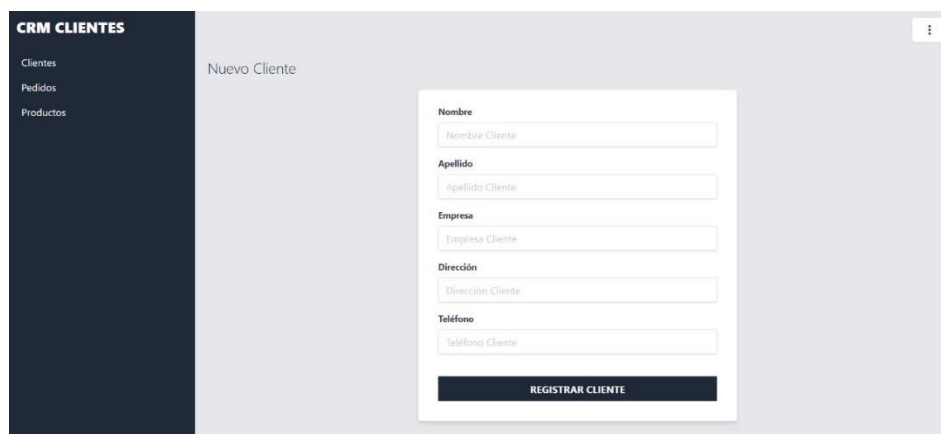 CRM CLIENTES
Clientes
Pedidos
Productos
Nuevo Cliente
Nombre
Nombre Cliente
Apellido
Apellido Cliente
Empresa
Empresa Cliente
Dirección
Dirección Cliente
Teléfono
Teléfono Cliente
REGISTRAR CLIENTE